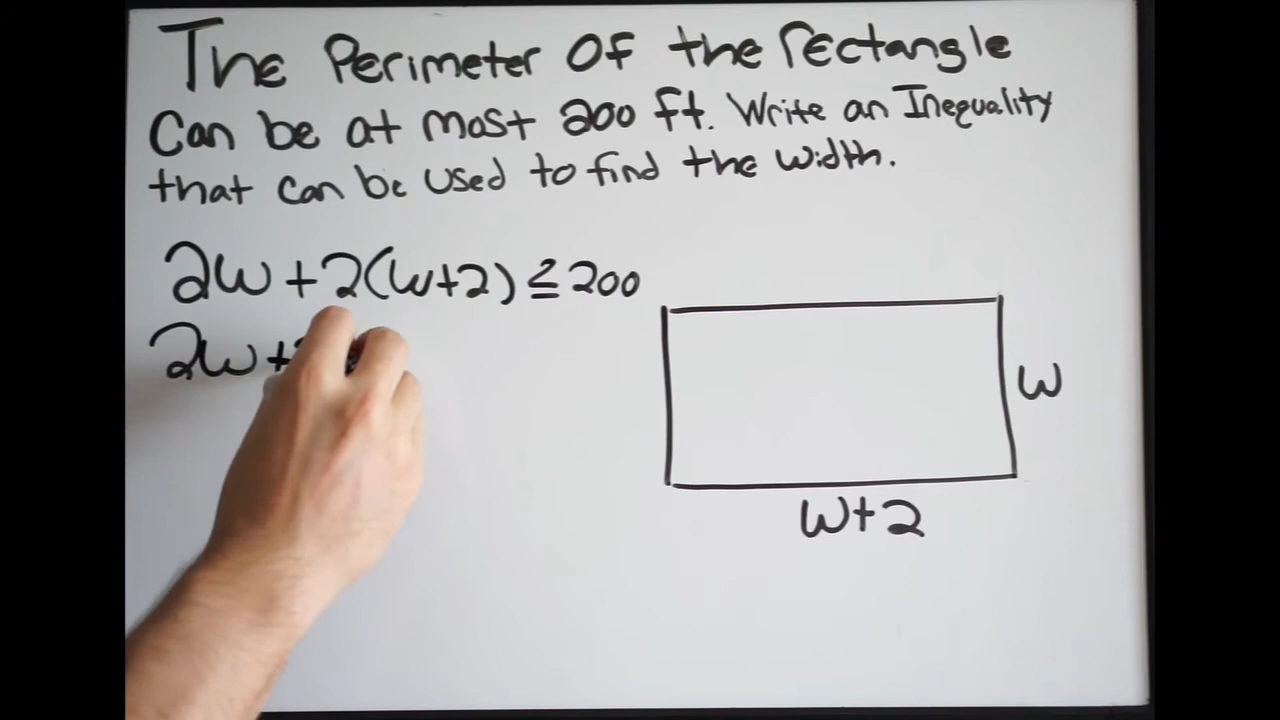 The Perimeter Of the rectangle
Can be at most 200 ft. Write an Inequality
that can be used to find the width.
2w + 2(w+2) ≤ 200
2w +
w
w+2